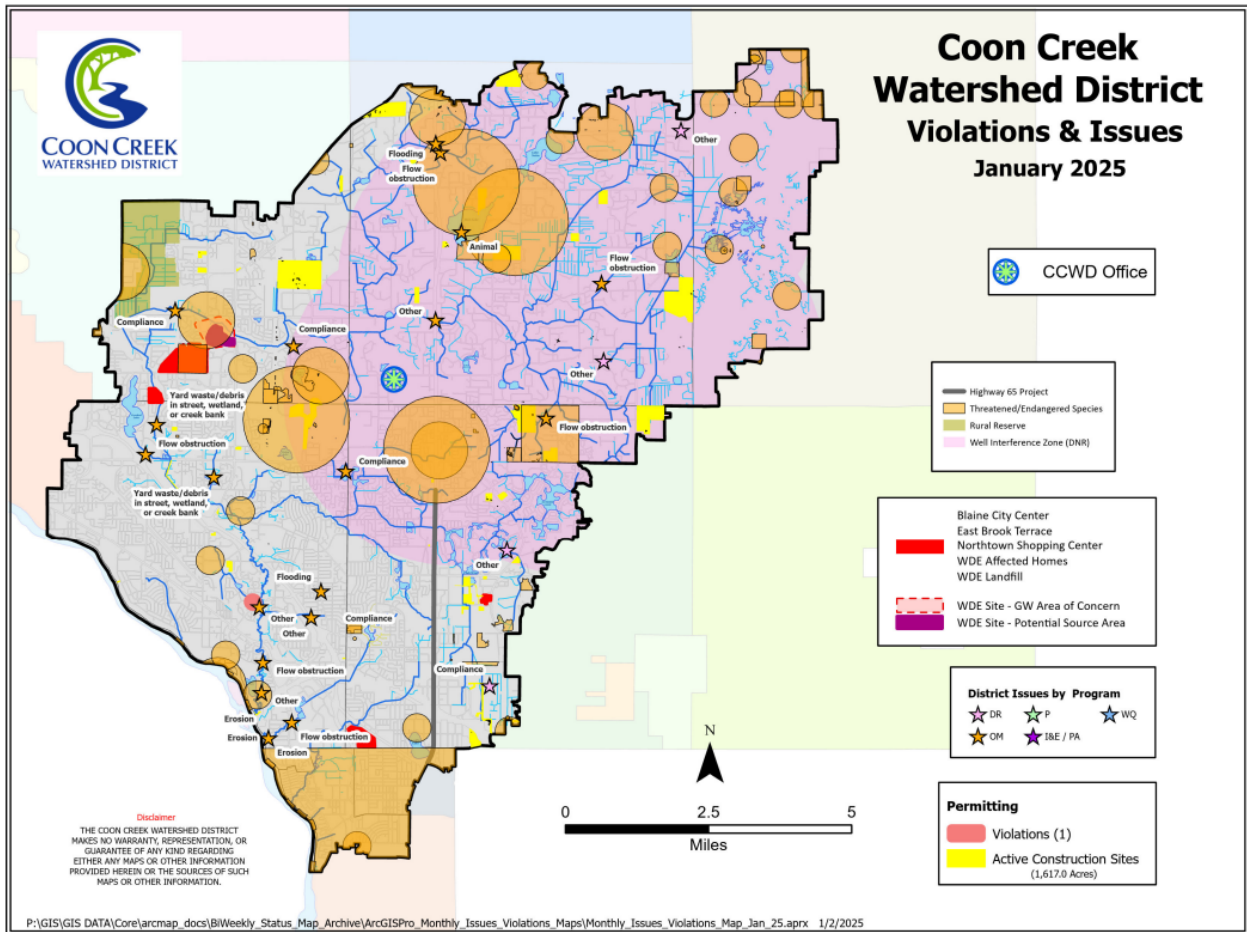 COON CREEK
WATERSHED DISTRICT
Coon Creek
Watershed District
Violations & Issues
January 2025
CCWD Office
Flooding
Flow
obstruction
Other
Animal
Flow
obstruction
Compliance
Compliance
Other
Other
Yard waste/debris
in street, wetland,
or creek bank
Flow obstruction
Flow obstruction
Compliance
Yard waste/debris
in street, wetland,
or creek bank
Other
Flooding
Other
Other
Compliance
Flow obstruction
Compliance
Other
Erosion
Erosion
Flow obstruction
Erosion
Highway 65 Project
Threatened/Endangered Species
Rural Reserve
Well Interference Zone (DNR)
Blaine City Center
East Brook Terrace
Northtown Shopping Center
WDE Affected Homes
WDE Landfill
WDE Site - GW Area of Concern
WDE Site - Potential Source Area
District Issues by Program
DR P WQ
OM I&E / PA
Permitting
Violations (1)
Active Construction Sites
(1,617.0 Acres)
N
0 2.5 5
Miles
Disclaimer
THE COON CREEK WATERSHED DISTRICT
MAKES NO WARRANTY, REPRESENTATION, OR
GUARANTEE OF ANY KIND REGARDING
EITHER ANY MAPS OR OTHER INFORMATION
PROVIDED HEREIN OR THE SOURCES OF SUCH
MAPS OR OTHER INFORMATION.
P:\GIS\GIS DATA\Core\arcmap_docs\BiWeekly_Status_Map_Archive\ArcGISPro_Monthly_Issues_Violations_Maps\Monthly_Issues_Violations_Map_Jan_25.aprx 1/2/2025